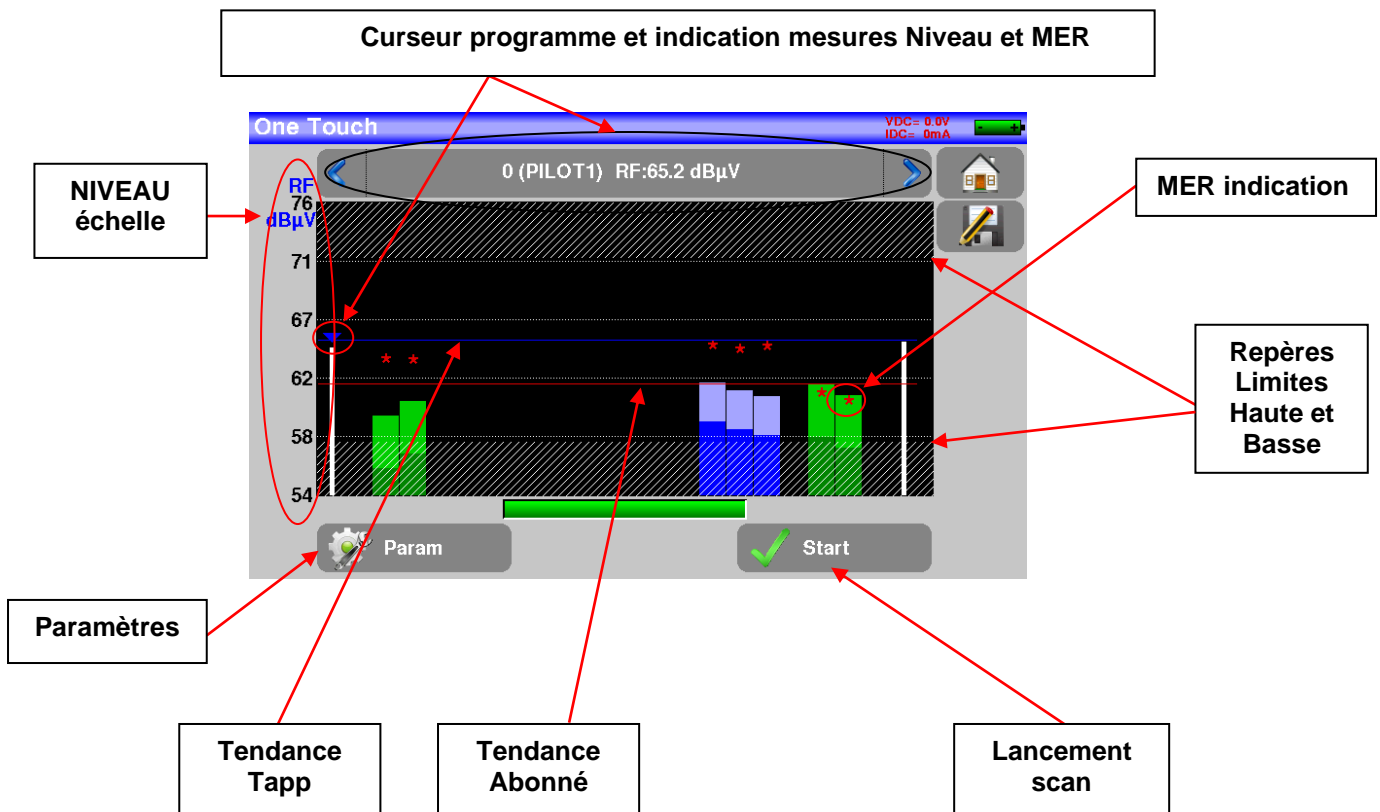 Curseur programme et indication mesures Niveau et MER
One Touch
VDC= 0.0V
IDC= 0mA
0 (PILOT1) RF:65.2 dBµV
NIVEAU
échelle
RF
76
dBµV
71
67
62
58
54
MER indication
Repères
Limites
Haute et
Basse
Param
Start
Paramètres
Tendance
Tapp
Tendance
Abonné
Lancement
scan